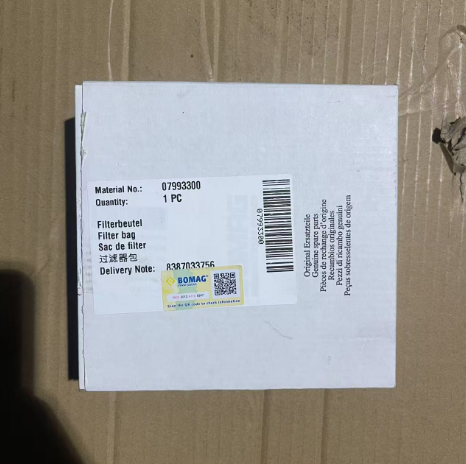 Material No.: 07993300
Quantity: 1 PC
Filterbeutel
Filter bag
Sac de filter
过滤器包
Delivery Note: 8387033756
07993300
BOMAG
Original Ersatzteile
Genuine spare parts
Pièces de rechange d'origine
Recambios originales
Pezzi di ricambio genuini
Peças sobressalentes de origem